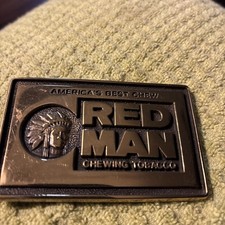 AMERICA'S BEST CHEW
RED
MAN
CHEWING TOBACCO